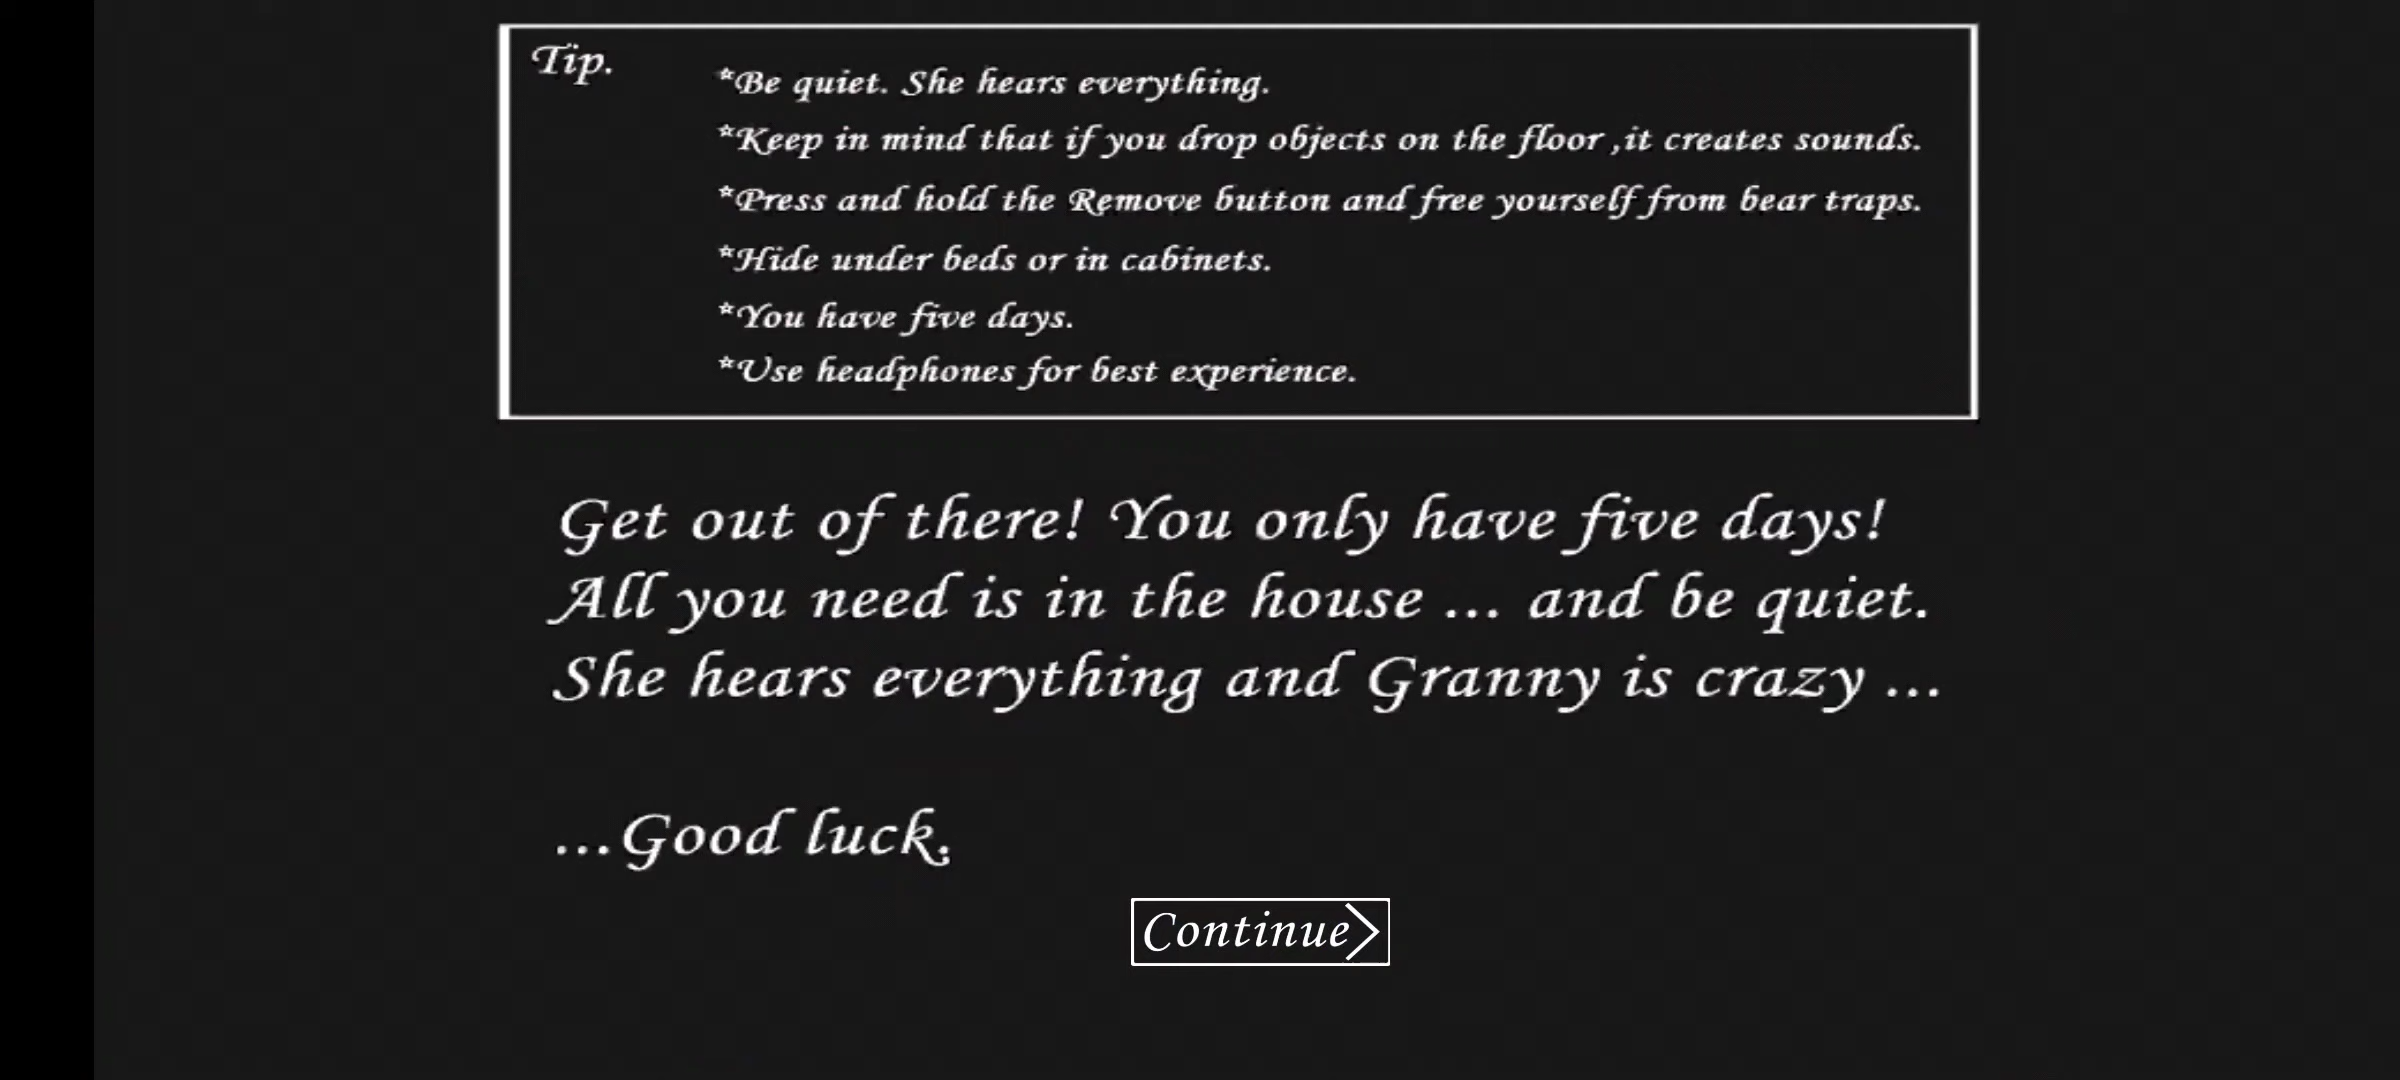 Tip.
*Be quiet. She hears everything.
*Keep in mind that if you drop objects on the floor ,it creates sounds.
*Press and hold the Remove button and free yourself from bear traps.
*Hide under beds or in cabinets.
*You have five days.
*Use headphones for best experience.
Get out of there! You only have five days!
All you need is in the house ... and be quiet.
She hears everything and Granny is crazy ...
...Good luck.
Continue>